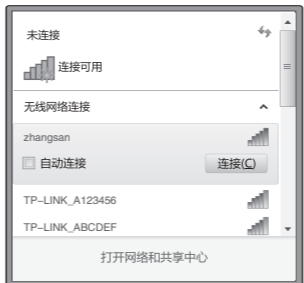 未连接
连接可用
无线网络连接
zhangsan
自动连接
连接(C)
TP-LINK_A123456
TP-LINK_ABCDEF
打开网络和共享中心